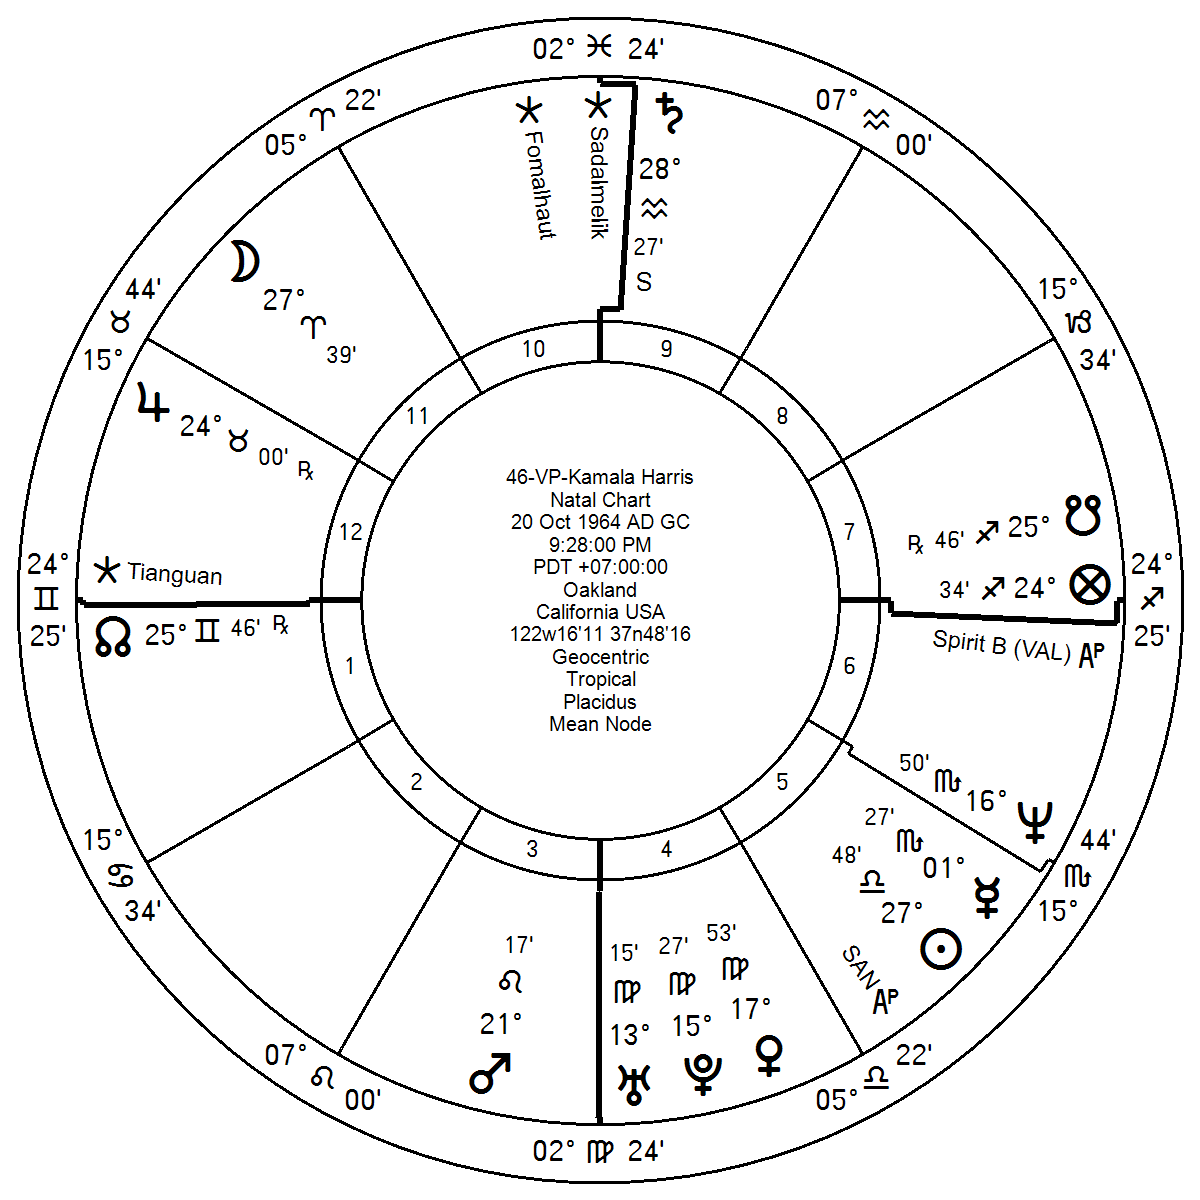 02° ♓ 24'
05° ♈ 22'
07° ♒ 00'
Fomalhaut
Sadalmelik
♄ 28° ♒ 27' S
☽ 27° ♈ 39'
15° ♉ 44'
15° ♑ 34'
10
9
11
8
♃ 24° ♉ 00' ℞
46-VP-Kamala Harris
Natal Chart
20 Oct 1964 AD GC
9:28:00 PM
PDT +07:00:00
Oakland
California USA
122w16'11 37n48'16
Geocentric
Tropical
Placidus
Mean Node
12
7
℞ 46' ♐ 25° ☋
24° ♊ 25'
Tianguan
34' ♐ 24° ⊗
24° ♐ 25'
☊ 25° ♊ 46' ℞
Spirit B (VAL) AP
1
6
2
5
50' ♏ 16° ♆
3
4
15° ♋ 34'
27' ♏ 01° ☿
15° ♏ 44'
48' ♎ 27° ☉
SAN AP
17' ♌ 21° ♂
15' ♍ 13° ♅
27' ♍ 15° ♇
53' ♍ 17° ♀
07° ♌ 00'
05° ♎ 22'
02° ♍ 24'